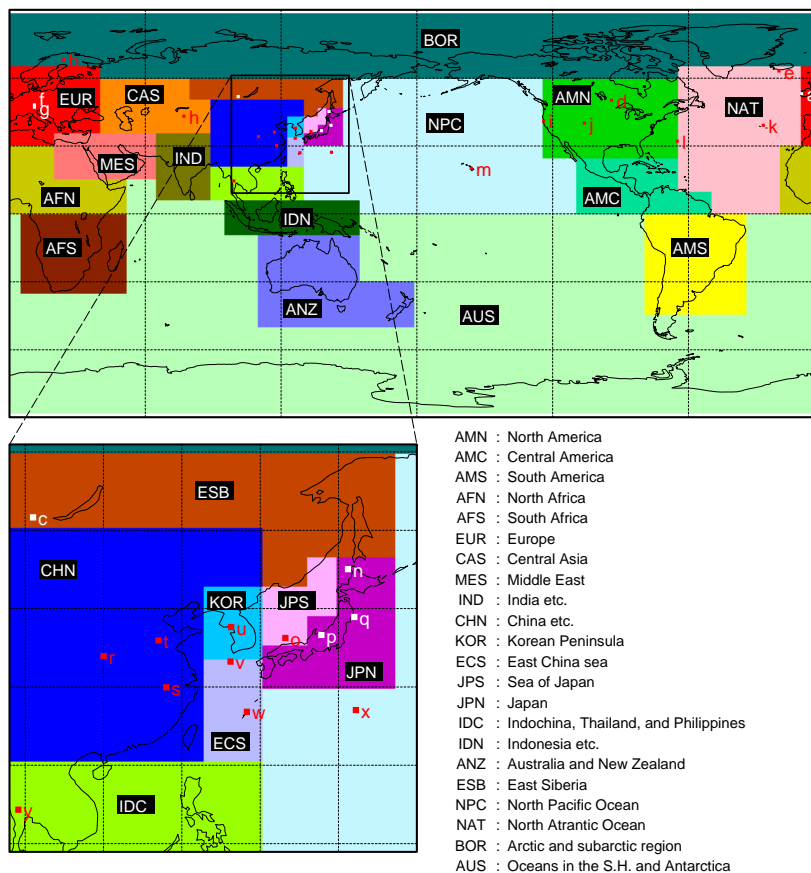 BOR
b
e
EUR
CAS
AMN
NAT
f
g
h
d
i
j
k
l
NPC
MES
IND
m
AFN
AMC
IDN
AFS
AMS
ANZ
AUS
ESB
c
CHN
n
KOR
JPS
q
u
t
o
p
r
v
JPN
s
w
x
ECS
IDC
y
AMN : North America
AMC : Central America
AMS : South America
AFN : North Africa
AFS : South Africa
EUR : Europe
CAS : Central Asia
MES : Middle East
IND : India etc.
CHN : China etc.
KOR : Korean Peninsula
ECS : East China sea
JPS : Sea of Japan
JPN : Japan
IDC : Indochina, Thailand, and Philippines
IDN : Indonesia etc.
ANZ : Australia and New Zealand
ESB : East Siberia
NPC : North Pacific Ocean
NAT : North Atrantic Ocean
BOR : Arctic and subarctic region
AUS : Oceans in the S.H. and Antarctica